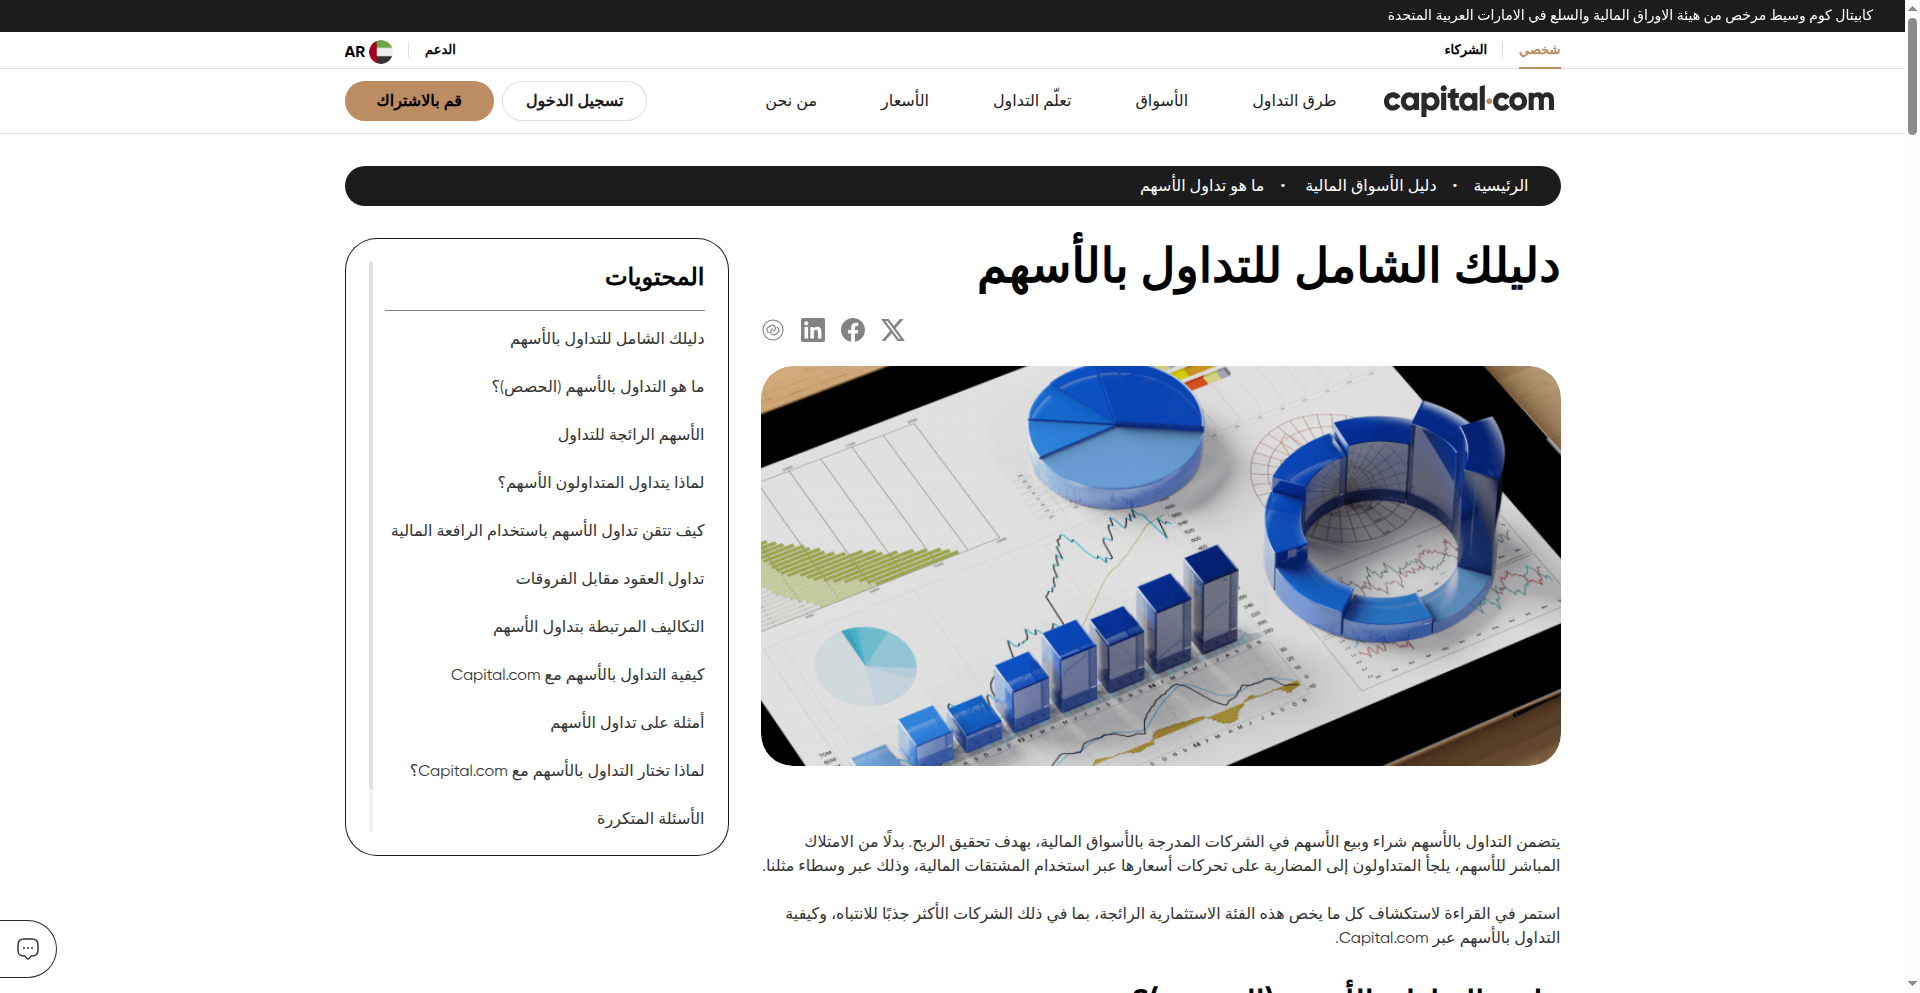 كابيتال كوم وسيط مرخص من هيئة الاوراق المالية والسلع في الامارات العربية المتحدة
شخصي
الشركاء
الدعم
AR
capital.com
طرق التداول
الأسواق
تعلّم التداول
الأسعار
من نحن
تسجيل الدخول
قم بالاشتراك
الرئيسية • دليل الأسواق المالية • ما هو تداول الأسهم
دليلك الشامل للتداول بالأسهم
المحتويات
دليلك الشامل للتداول بالأسهم
ما هو التداول بالأسهم (الحصص)؟
الأسهم الرائجة للتداول
لماذا يتداول المتداولون الأسهم؟
كيف تتقن تداول الأسهم باستخدام الرافعة المالية
تداول العقود مقابل الفروقات
التكاليف المرتبطة بتداول الأسهم
كيفية التداول بالأسهم مع Capital.com
أمثلة على تداول الأسهم
لماذا تختار التداول بالأسهم مع Capital.com؟
الأسئلة المتكررة
يتضمن التداول بالأسهم شراء وبيع الأسهم في الشركات المدرجة بالأسواق المالية، بهدف تحقيق الربح. بدلًا من الامتلاك
المباشر للأسهم، يلجأ المتداولون إلى المضاربة على تحركات أسعارها عبر استخدام المشتقات المالية، وذلك عبر وسطاء مثلنا.
استمر في القراءة لاستكشاف كل ما يخص هذه الفئة الاستثمارية الرائجة، بما في ذلك الشركات الأكثر جذبًا للانتباه، وكيفية
التداول بالأسهم عبر Capital.com.